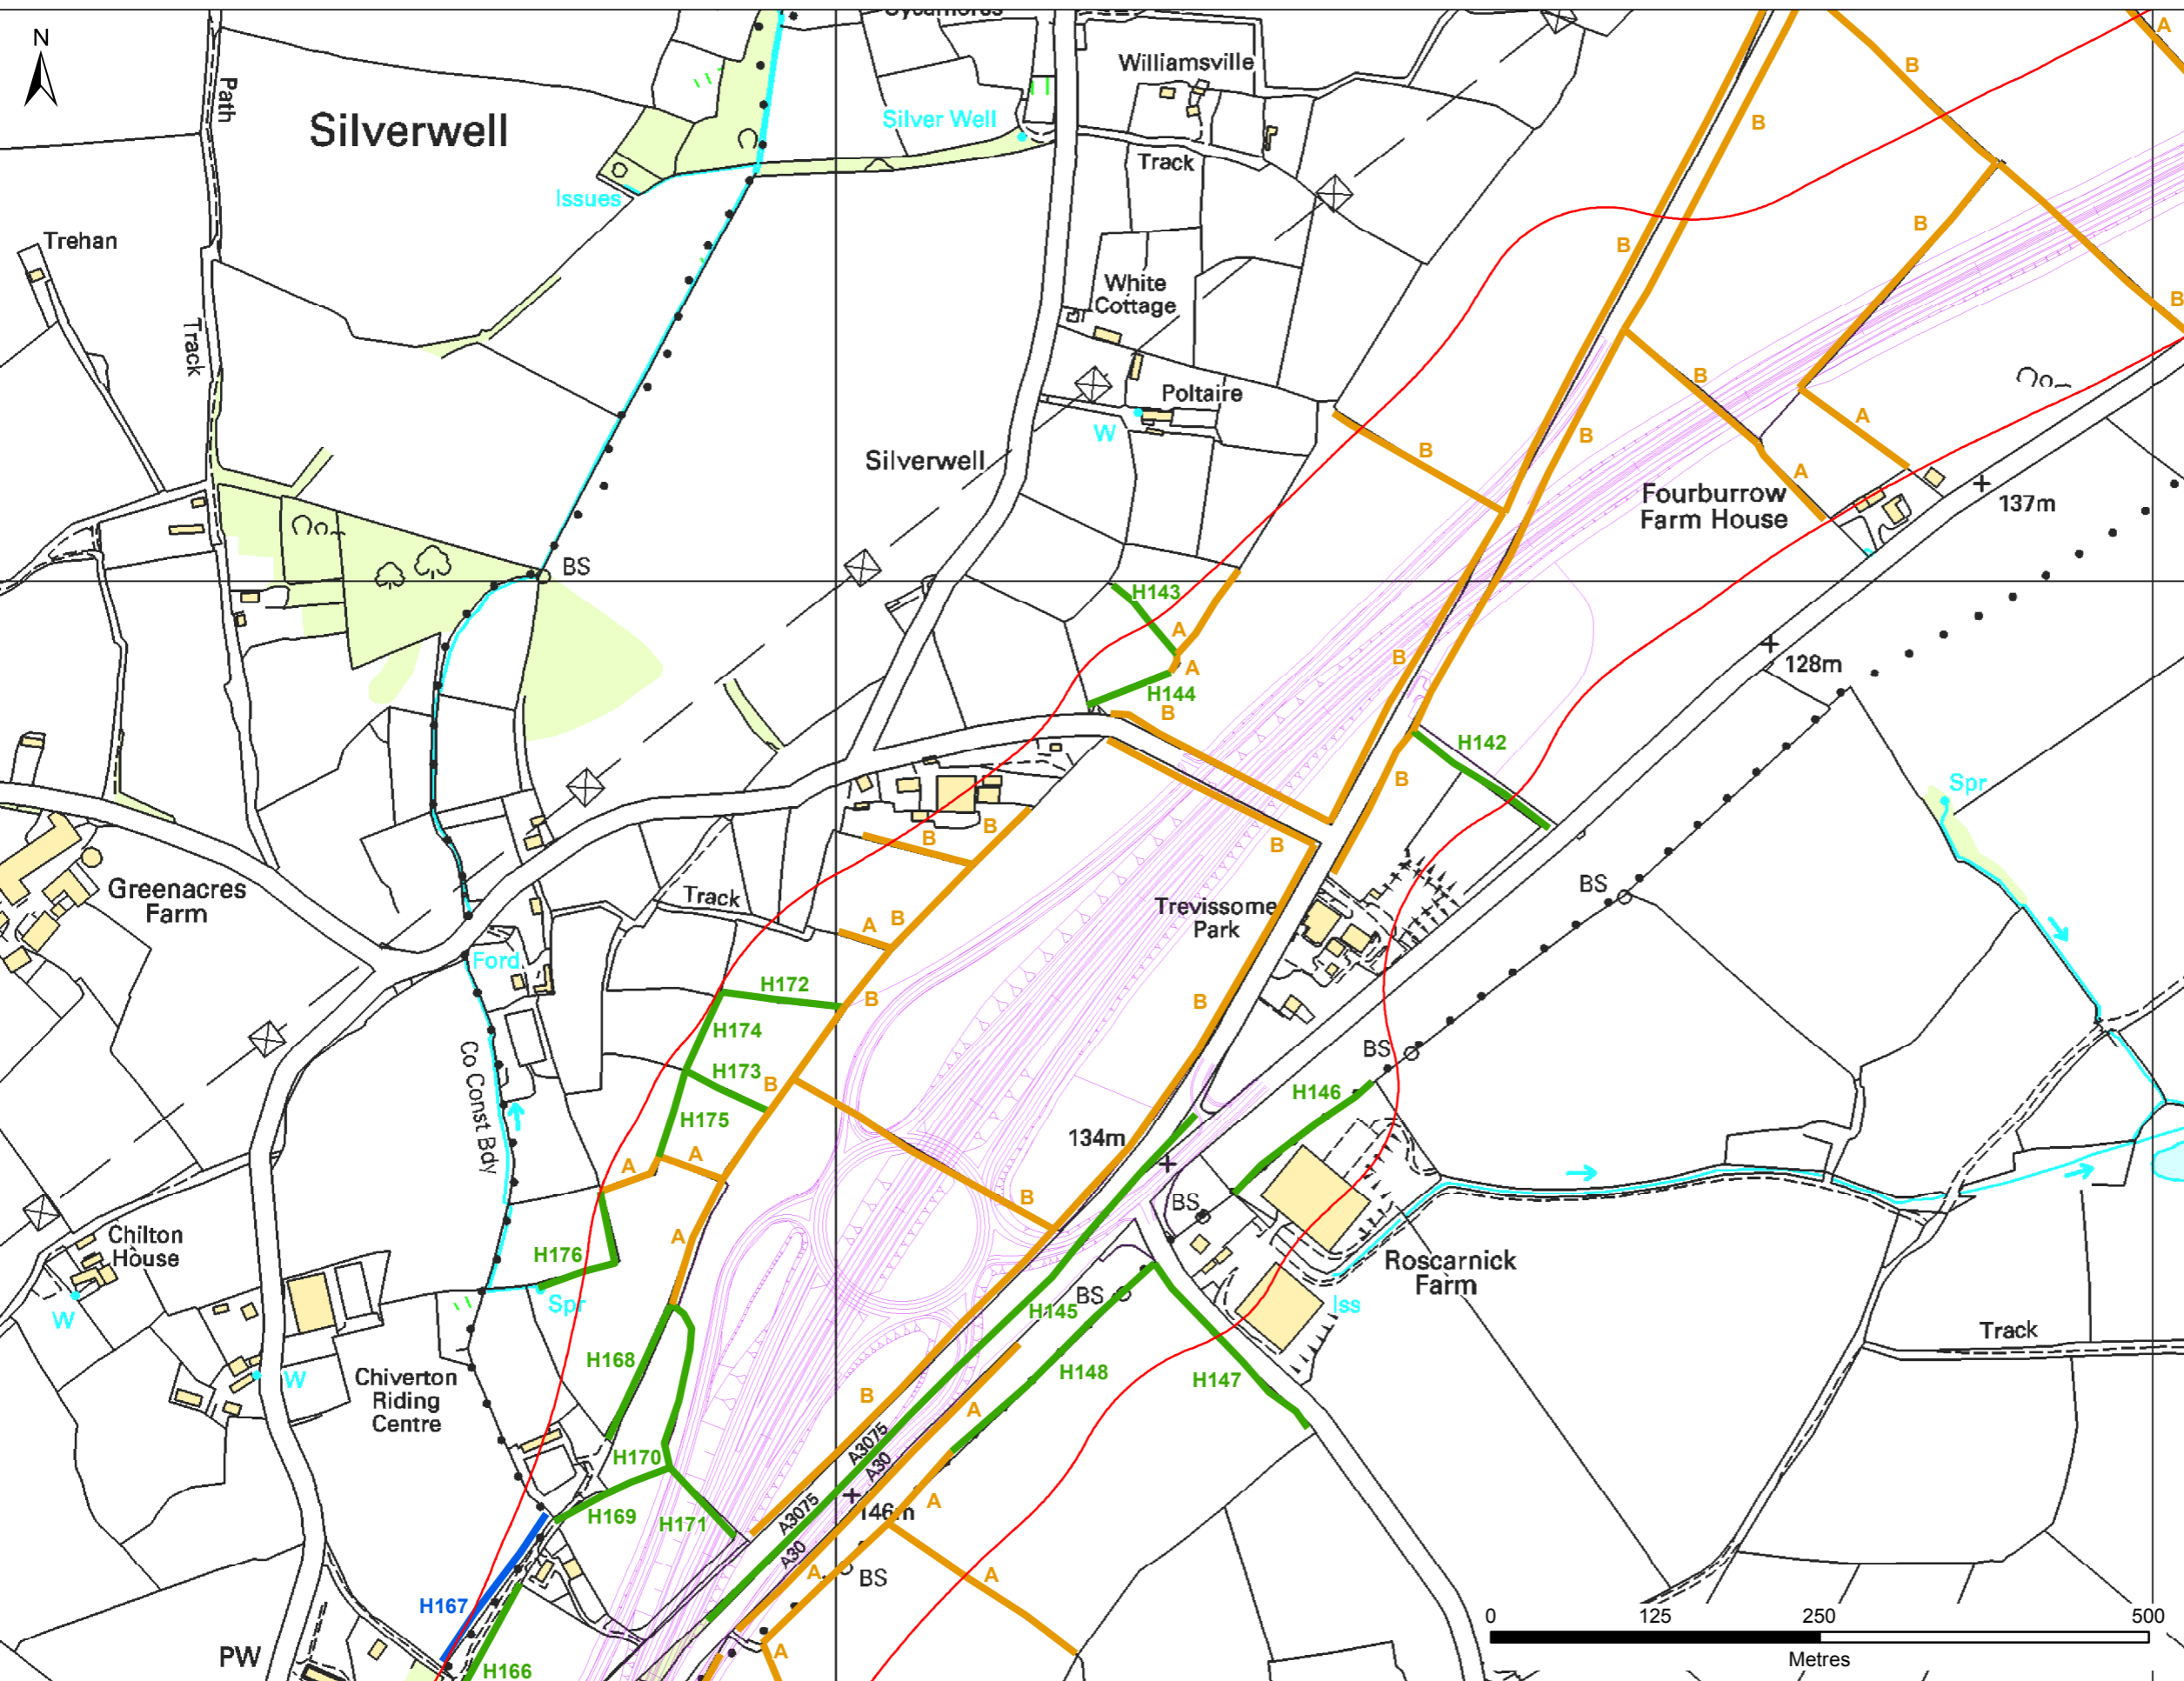 N
Path
Silverwell
Sycamores
Williamsville
Silver Well
Track
Issues
Trehan
Track
White
Cottage
Poltaire
W
Silverwell
B
A
B
B
B
B
B
B
B
B
A
A
Fourburrow
Farm House
137m
128m
BS
H143
A
A
H144
B
B
H142
B
Spr
Greenacres
Farm
B
B
B
Track
Trevissome
Park
BS
A
B
Ford
H172
B
B
H174
BS
H173
B
H175
H146
Co Const Bdy
134m
A
A
B
BS
Chilton
House
A
H176
Spr
W
Roscarnick
Farm
Iss
BS
H145
Track
H168
H148
H147
W
Chiverton
Riding
Centre
B
A
A3075
A30
H170
A
146m
A3075
H169
H171
A30
A
BS
A
H167
PW
H166
A
0
125
250
500
Metres